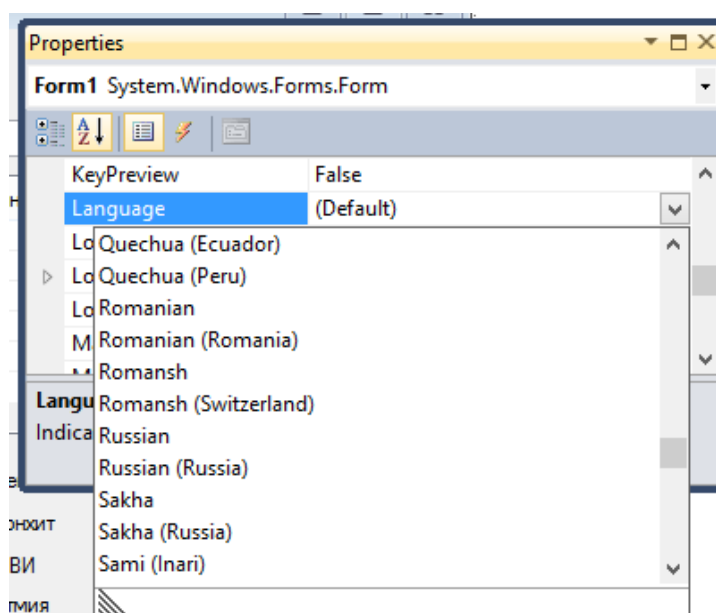 Properties
Form1 System.Windows.Forms.Form
KeyPreview False
Language (Default)
Quechua (Ecuador)
Quechua (Peru)
Romanian
Romanian (Romania)
Romansh
Romansh (Switzerland)
Russian
Russian (Russia)
Sakha
Sakha (Russia)
Sami (Inari)